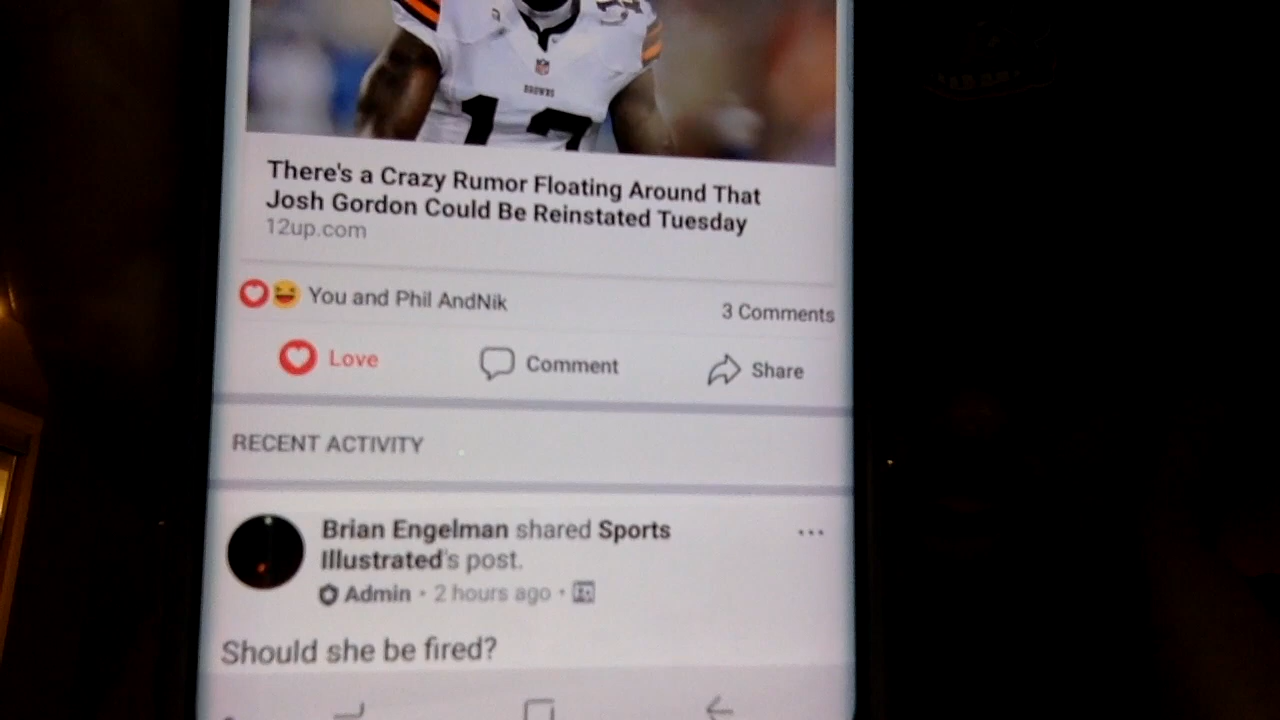 BROWNS
12
There's a Crazy Rumor Floating Around That
Josh Gordon Could Be Reinstated Tuesday
12up.com
You and Phil AndNik
3 Comments
Love
Comment
Share
RECENT ACTIVITY
Brian Engelman shared Sports
Illustrated's post.
Admin • 2 hours ago •
Should she be fired?